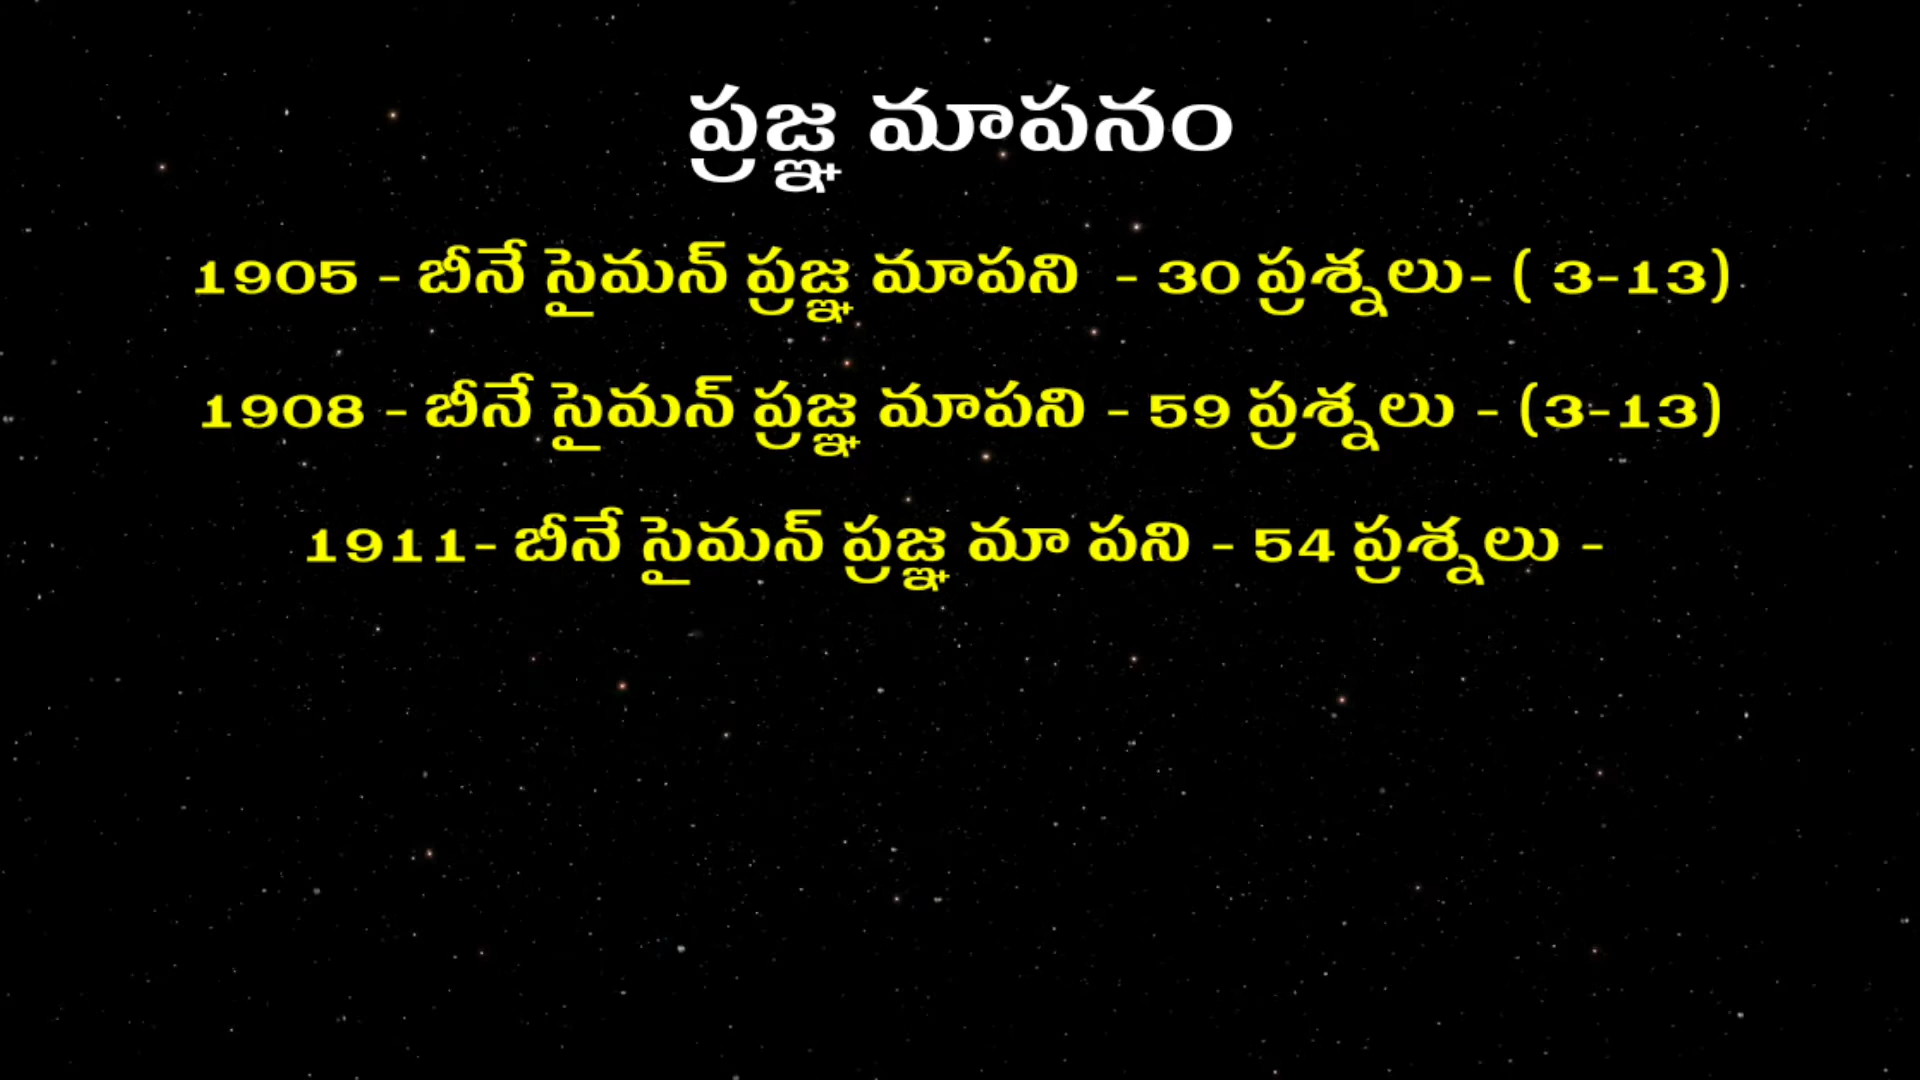 ప్రజ్ఞ మాపనం
1905 - బీనే సైమన్ ప్రజ్ఞ మాపని - 30 ప్రశ్నలు- ( 3-13)
1908 - బీనే సైమన్ ప్రజ్ఞ మాపని - 59 ప్రశ్నలు - (3-13)
1911- బీనే సైమన్ ప్రజ్ఞ మా పని - 54 ప్రశ్నలు -